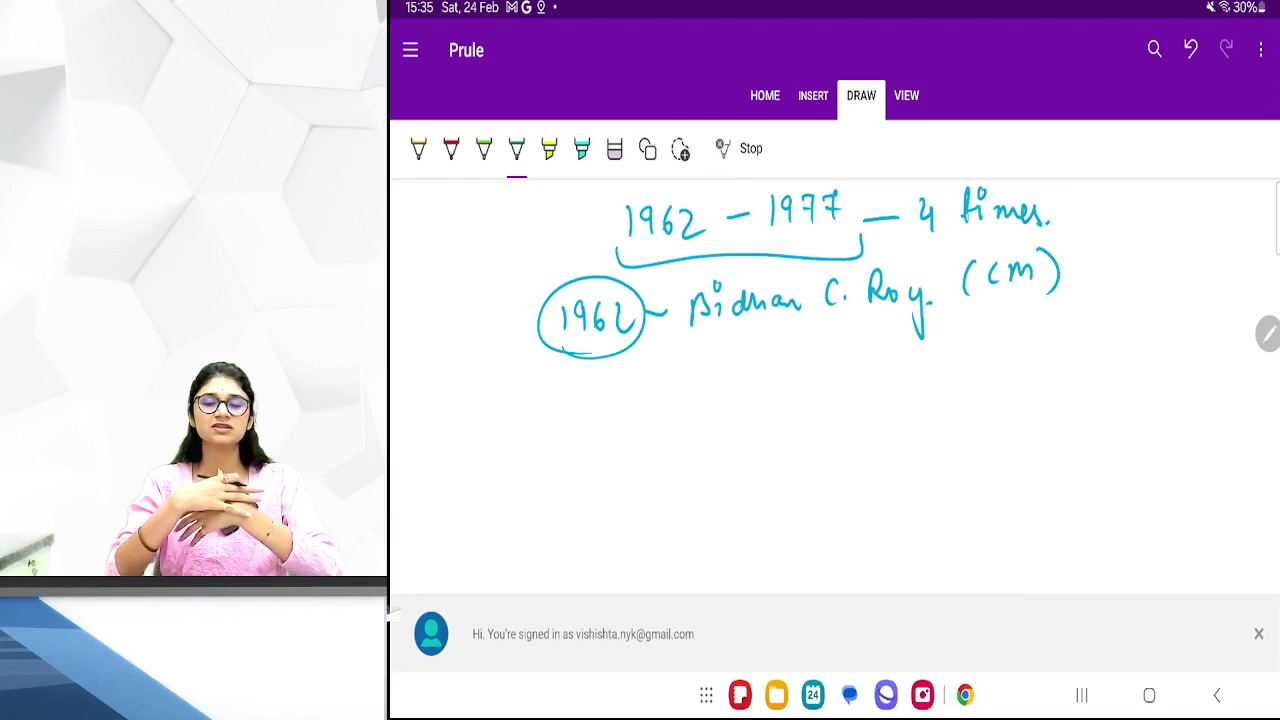 15:35 Sat, 24 Feb M G 30%
Prule
HOME INSERT DRAW VIEW
Stop
1962 - 1977 - 4 times.
1962 - Bidhan C. Roy. (CM)
Hi. You're signed in as vishishta.nyk@gmail.com
24